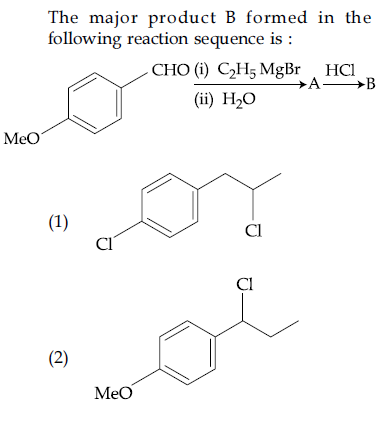 The major product B formed in the
following reaction sequence is :
CHO (i) C₂H₅ MgBr A HCl B
(ii) H₂O
MeO
(1)
Cl
Cl
Cl
(2)
MeO